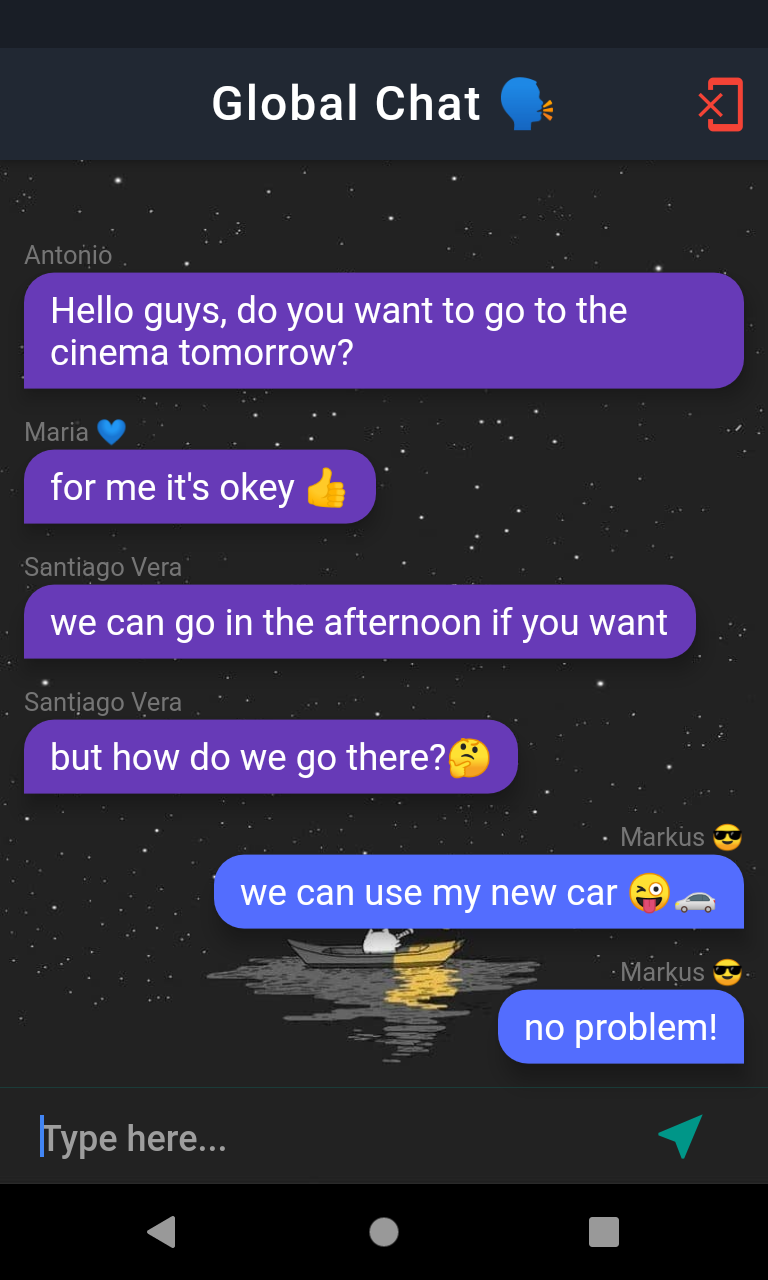 Global Chat 🗣️
Antonio
Hello guys, do you want to go to the
cinema tomorrow?
Maria 💙
for me it's okey 👍
Santiago Vera
we can go in the afternoon if you want
Santiago Vera
but how do we go there?🤔
Markus 😎
we can use my new car 😜🚗
Markus 😎
no problem!
Type here...